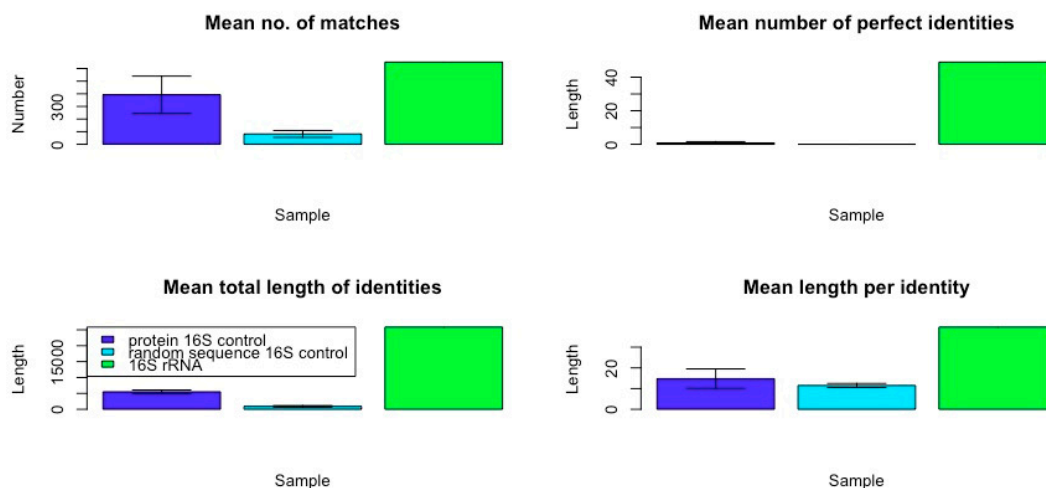 Mean no. of matches
Number
300
0
Sample
Mean number of perfect identities
Length
40
20
0
Sample
Mean total length of identities
Length
15000
0
protein 16S control
random sequence 16S control
16S rRNA
Sample
Mean length per identity
Length
20
0
Sample